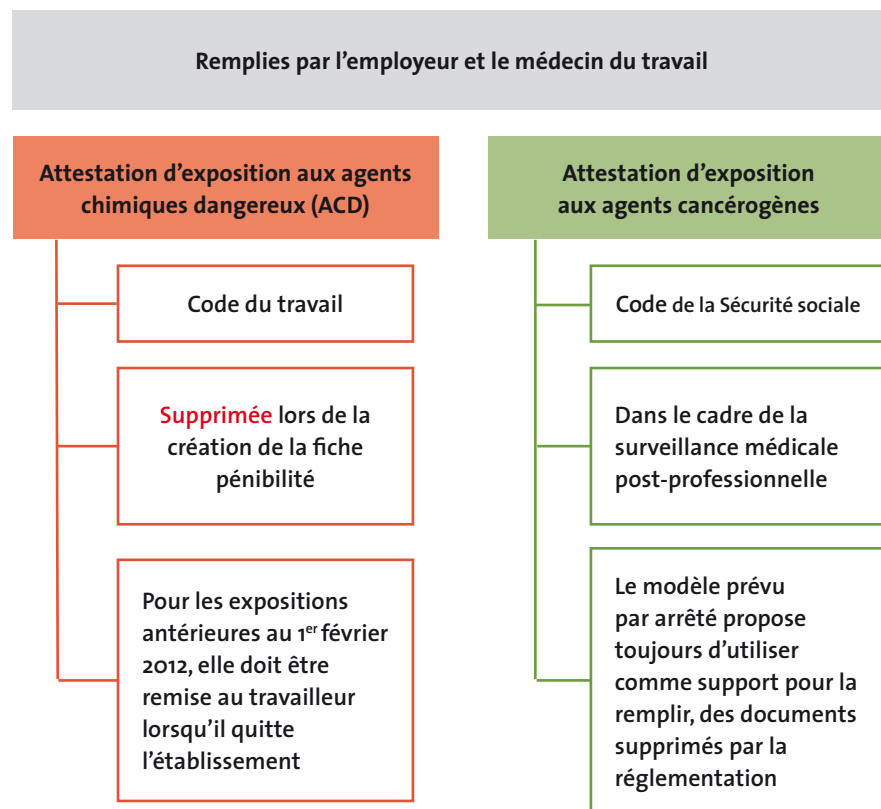 Remplies par l’employeur et le médecin du travail
Attestation d’exposition aux agents
chimiques dangereux (ACD)
Code du travail
Supprimée lors de la
création de la fiche
pénibilité
Pour les expositions
antérieures au 1er février
2012, elle doit être
remise au travailleur
lorsqu’il quitte
l’établissement
Attestation d’exposition
aux agents cancérogènes
Code de la Sécurité sociale
Dans le cadre de la
surveillance médicale
post-professionnelle
Le modèle prévu
par arrêté propose
toujours d’utiliser
comme support pour la
remplir, des documents
supprimés par la
réglementation